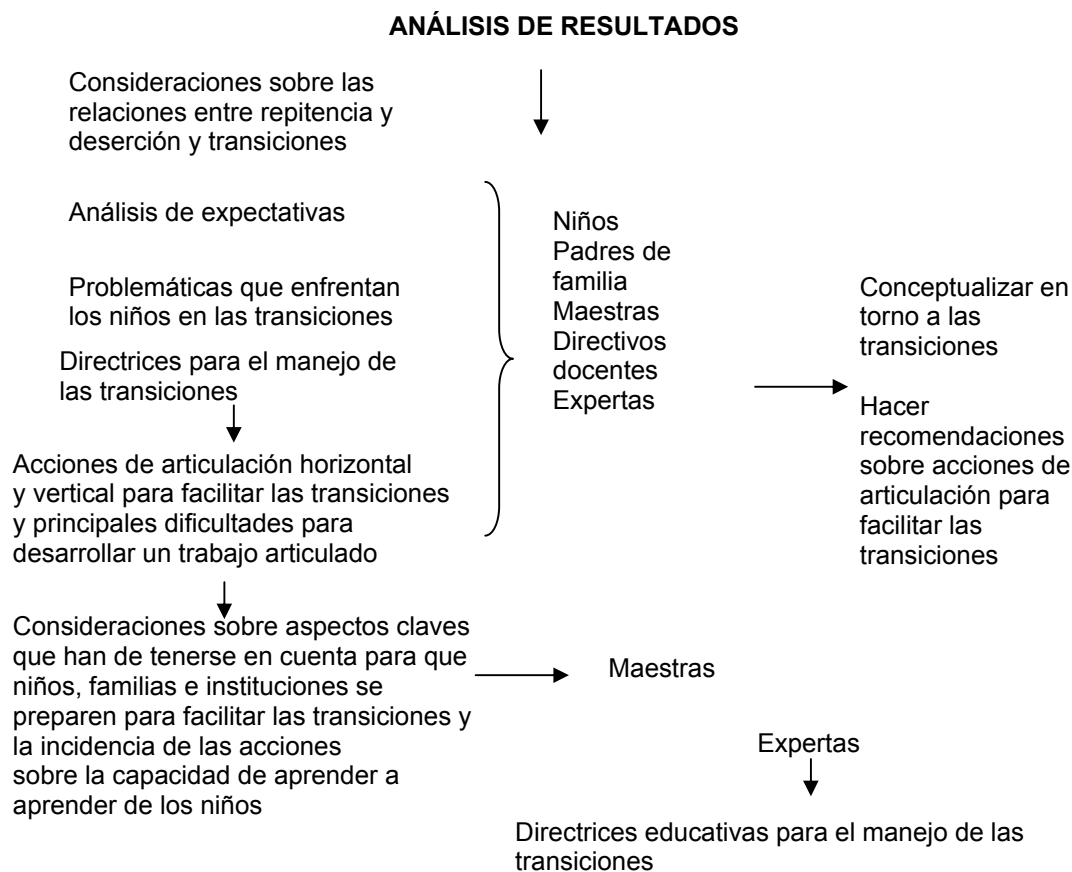 ANÁLISIS DE RESULTADOS
Consideraciones sobre las
relaciones entre repitencia y
deserción y transiciones
Análisis de expectativas
Problemáticas que enfrentan
los niños en las transiciones
Directrices para el manejo de
las transiciones
Acciones de articulación horizontal
y vertical para facilitar las transiciones
y principales dificultades para
desarrollar un trabajo articulado
Consideraciones sobre aspectos claves
que han de tenerse en cuenta para que
niños, familias e instituciones se
preparen para facilitar las transiciones y
la incidencia de las acciones
sobre la capacidad de aprender a
aprender de los niños
Niños
Padres de
familia
Maestras
Directivos
docentes
Expertas
Conceptualizar en
torno a las
transiciones
Hacer
recomendaciones
sobre acciones de
articulación para
facilitar las
transiciones
Maestras
Expertas
Directrices educativas para el manejo de las
transiciones